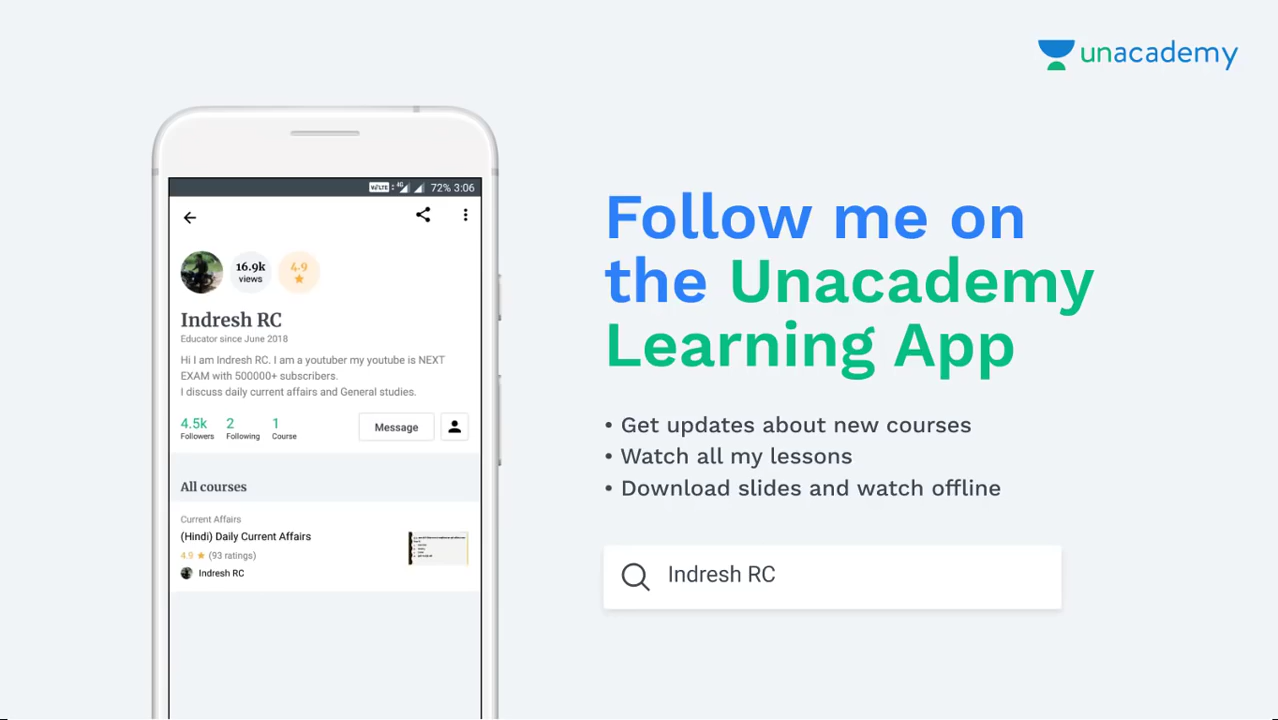 unacademy
VoLTE 4G 72% 3:06
16.9k
views
4.9
Indresh RC
Educator since June 2018
Hi I am Indresh RC. I am a youtuber my youtube is NEXT
EXAM with 500000+ subscribers.
I discuss daily current affairs and General studies.
4.5k 2 1
Followers Following Course
Message
All courses
Current Affairs
(Hindi) Daily Current Affairs
4.9 ★ (93 ratings)
Indresh RC
Follow me on
the Unacademy
Learning App
• Get updates about new courses
• Watch all my lessons
• Download slides and watch offline
Indresh RC